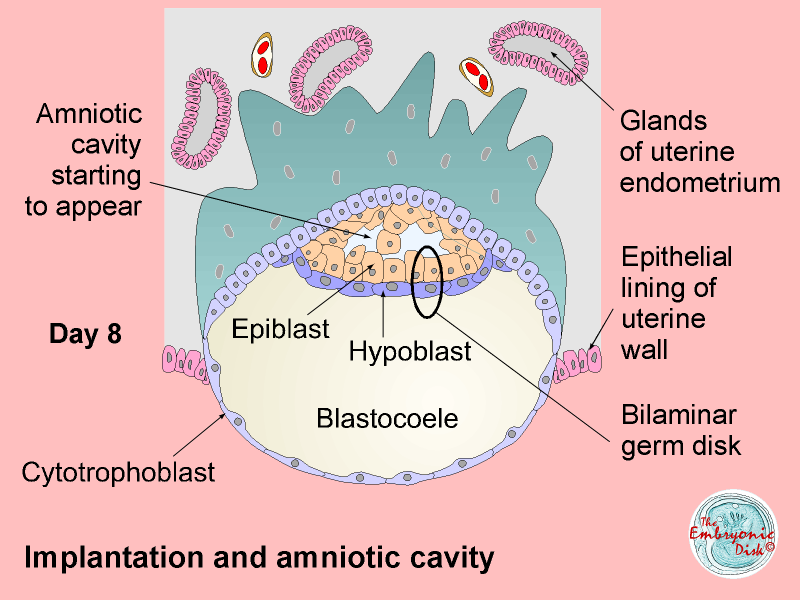 Amniotic
cavity
starting
to appear
Glands
of uterine
endometrium
Epithelial
lining of
uterine
wall
Day 8
Epiblast
Hypoblast
Blastocoele
Bilaminar
germ disk
Cytotrophoblast
The
Embryonic
Disk©
Implantation and amniotic cavity